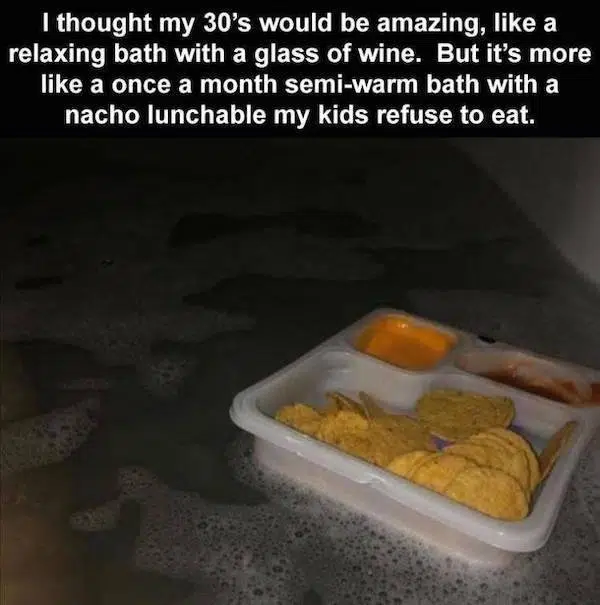 I thought my 30’s would be amazing, like a
relaxing bath with a glass of wine.  But it’s more
like a once a month semi-warm bath with a
nacho lunchable my kids refuse to eat.